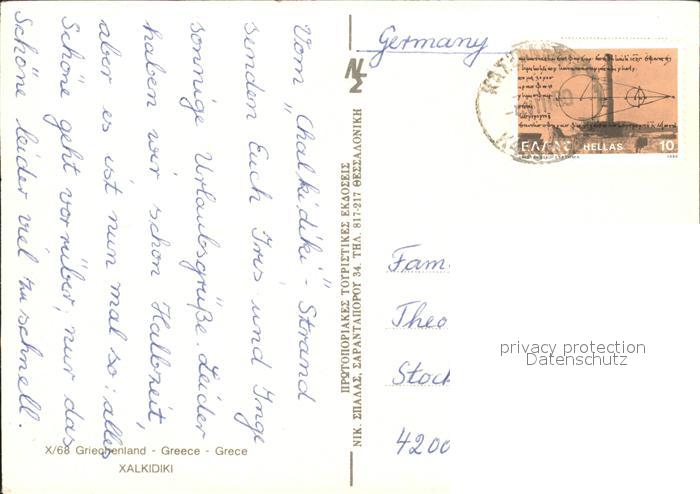 Vom „Chalkidiki"-Strand
senden Euch Iris und Inge
sonnige Urlaubsgrüße. Leider
haben wir schon Halbzeit,
aber es ist nun mal so: alles
Schöne geht vorrüber, nur das
Schöne leider viel zu schnell.
X/68 Griechenland - Greece - Grece
XALKIDIKI
ΠΡΩΤΟΠΟΡΙΑΚΕΣ ΤΟΥΡΙΣΤΙΚΕΣ ΕΚΔΟΣΕΙΣ
ΝΙΚ. ΣΠΑΛΑΣ, ΣΑΡΑΝΤΑΠΟΡΟΥ 34. ΤΗΛ. 817-217 ΘΕΣΣΑΛΟΝΙΚΗ
Germany
ΕΛΛΑΣ HELLAS 10
Fam.
Theo
Stock
4200
privacy protection
Datenschutz